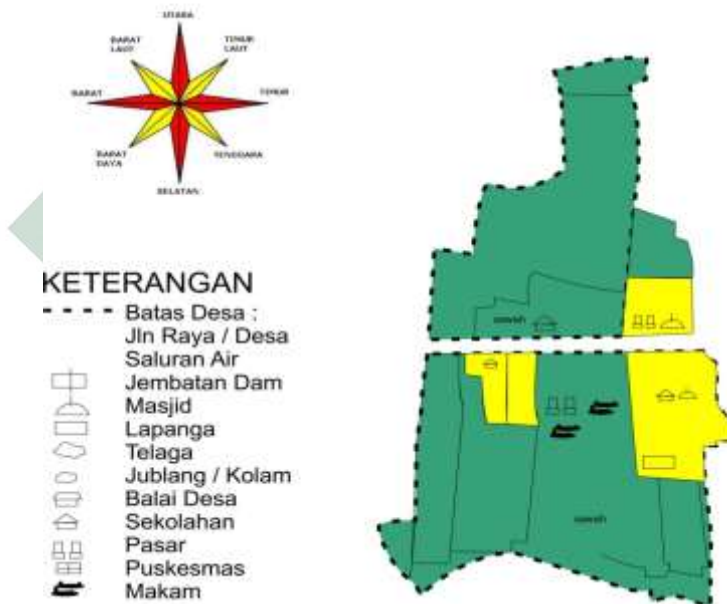 UTARA
BARAT
LAUT
TIMUR
LAUT
BARAT
TIMUR
BARAT
DAYA
TENGGARA
SELATAN
KETERANGAN
Batas Desa :
Jln Raya / Desa
Saluran Air
Jembatan Dam
Masjid
Lapanga
Telaga
Jublang / Kolam
Balai Desa
Sekolahan
Pasar
Puskesmas
Makam
sawah
sawah